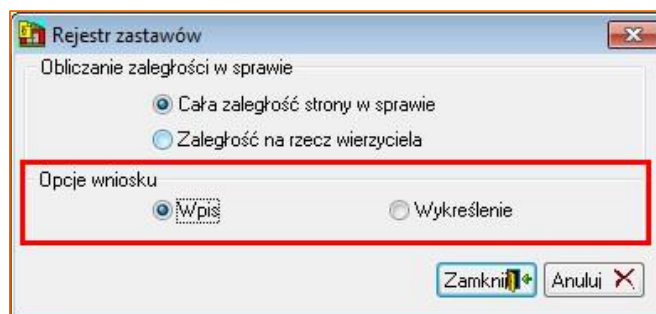 Rejestr zastawów
Obliczanie zaległości w sprawie
Cała zaległość strony w sprawie
Zaległość na rzecz wierzyciela
Opcje wniosku
Wpis Wykreślenie
Zamknij Anuluj